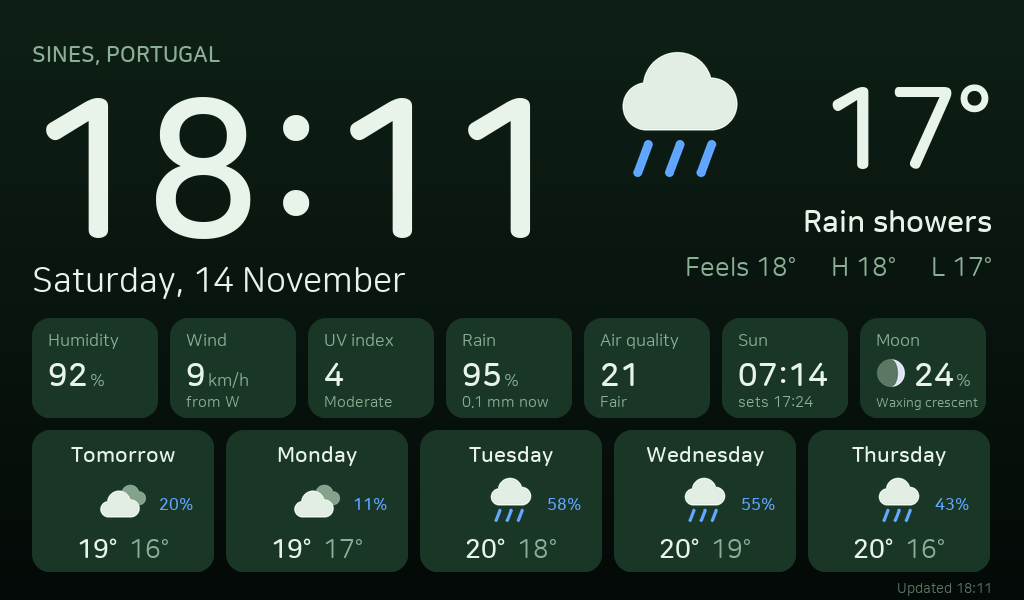 SINES, PORTUGAL
18:11
17°
Rain showers
Saturday, 14 November
Feels 18° H 18° L 17°
Humidity
92%
Wind
9 km/h
from W
UV index
4
Moderate
Rain
95%
0.1 mm now
Air quality
21
Fair
Sun
07:14
sets 17:24
Moon
24%
Waxing crescent
Tomorrow
20%
19° 16°
Monday
11%
19° 17°
Tuesday
58%
20° 18°
Wednesday
55%
20° 19°
Thursday
43%
20° 16°
Updated 18:11